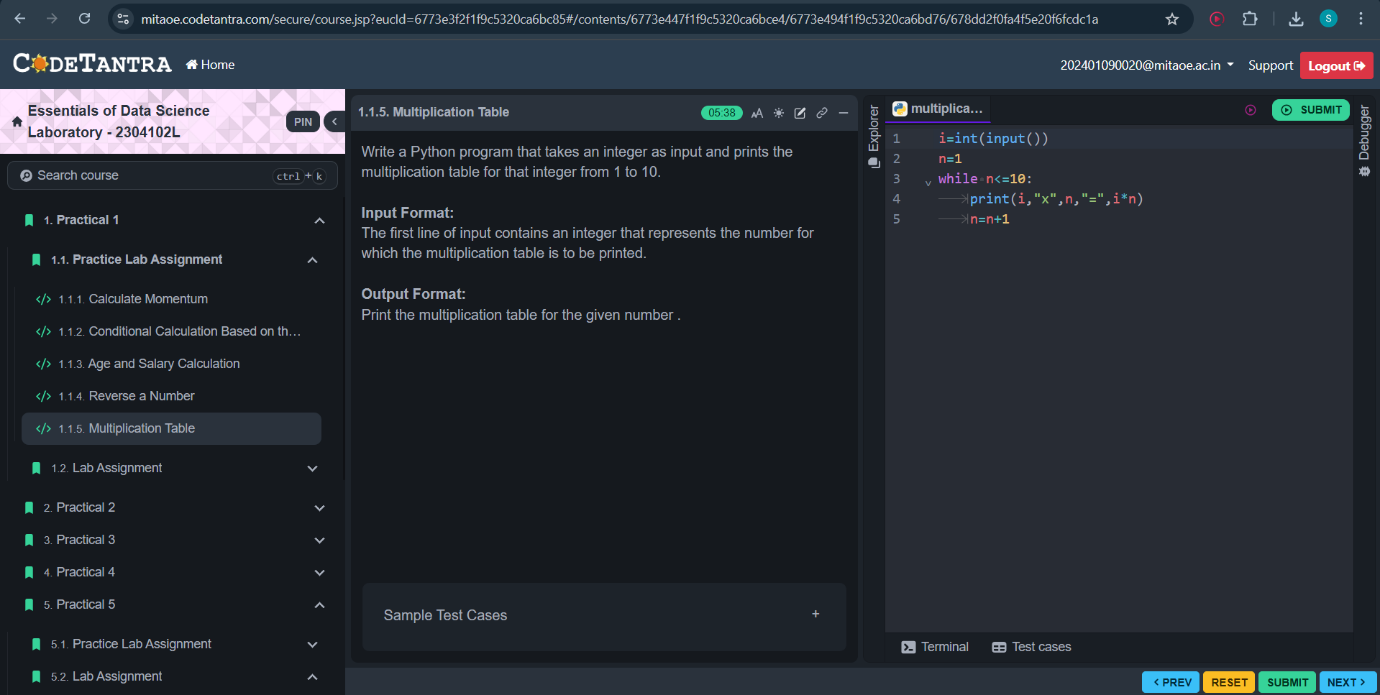 mitaoe.codetantra.com/secure/course.jsp?eucId=6773e3f2f1f9c5320ca6bc85#/contents/6773e447f1f9c5320ca6bce4/6773e494f1f9c5320ca6bd76/678dd2f0fa4f5e20f6fcdc1a
S
CODETANTRA
Home
202401090020@mitaoe.ac.in
Support
Logout
Essentials of Data Science
Laboratory - 2304102L
PIN
Search course
ctrl + k
1. Practical 1
1.1. Practice Lab Assignment
1.1.1. Calculate Momentum
1.1.2. Conditional Calculation Based on th...
1.1.3. Age and Salary Calculation
1.1.4. Reverse a Number
1.1.5. Multiplication Table
1.2. Lab Assignment
2. Practical 2
3. Practical 3
4. Practical 4
5. Practical 5
5.1. Practice Lab Assignment
5.2. Lab Assignment
1.1.5. Multiplication Table
05:38
AA
Write a Python program that takes an integer as input and prints the
multiplication table for that integer from 1 to 10.
Input Format:
The first line of input contains an integer that represents the number for
which the multiplication table is to be printed.
Output Format:
Print the multiplication table for the given number .
Sample Test Cases
+
Explorer
multiplica...
SUBMIT
Debugger
1 i=int(input())
2 n=1
3 while n<=10:
4 print(i,"x",n,"=",i*n)
5 n=n+1
Terminal
Test cases
< PREV
RESET
SUBMIT
NEXT >